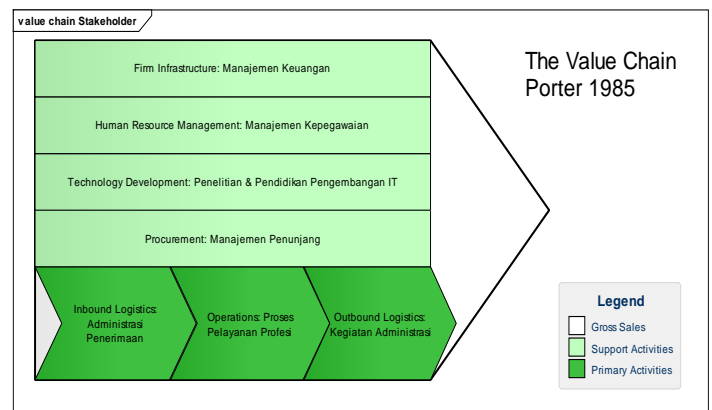 value chain Stakeholder
The Value Chain
Porter 1985
Firm Infrastructure: Manajemen Keuangan
Human Resource Management: Manajemen Kepegawaian
Technology Development: Penelitian & Pendidikan Pengembangan IT
Procurement: Manajemen Penunjang
Inbound Logistics:
Administrasi
Penerimaan
Operations: Proses
Pelayanan Profesi
Outbound Logistics:
Kegiatan Administrasi
Legend
Gross Sales
Support Activities
Primary Activities